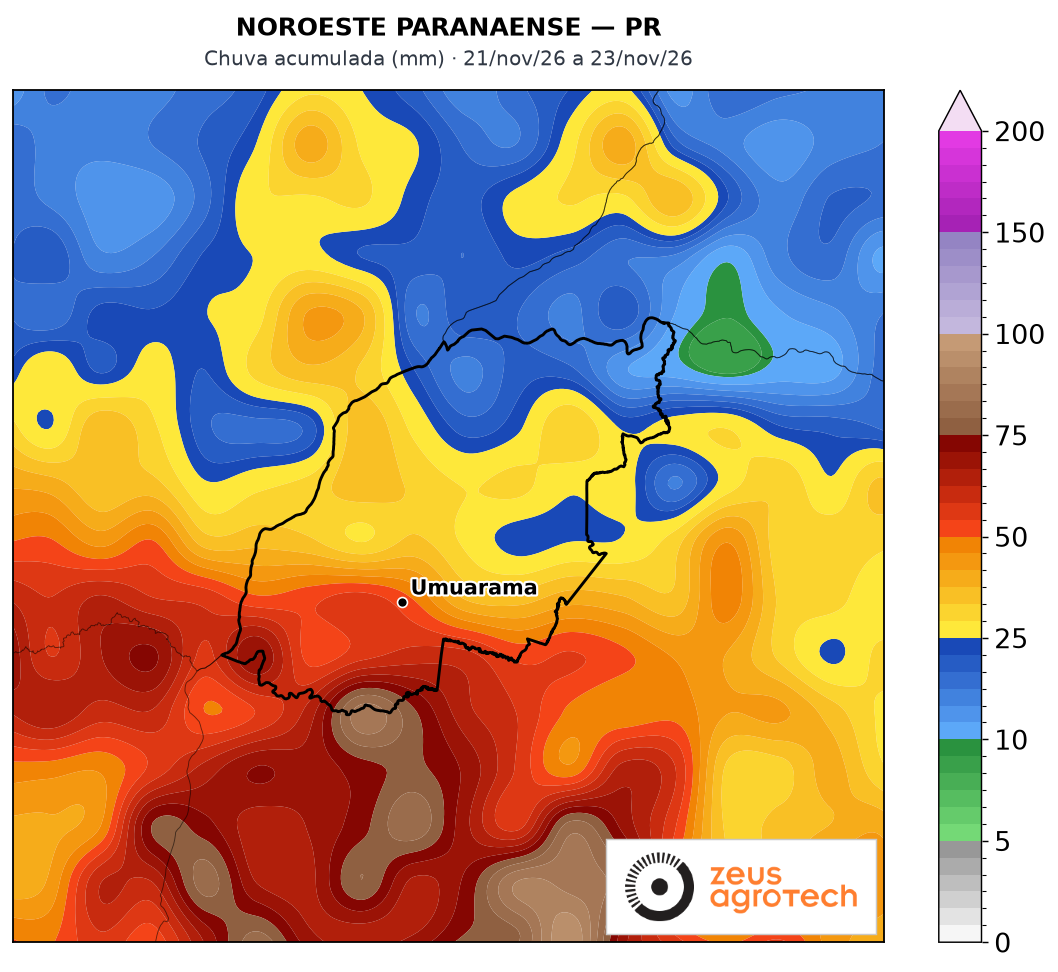 NOROESTE PARANAENSE — PR
Chuva acumulada (mm) · 21/nov/26 a 23/nov/26
200
150
100
75
50
25
10
5
0
Umuarama
zeus
agrotech